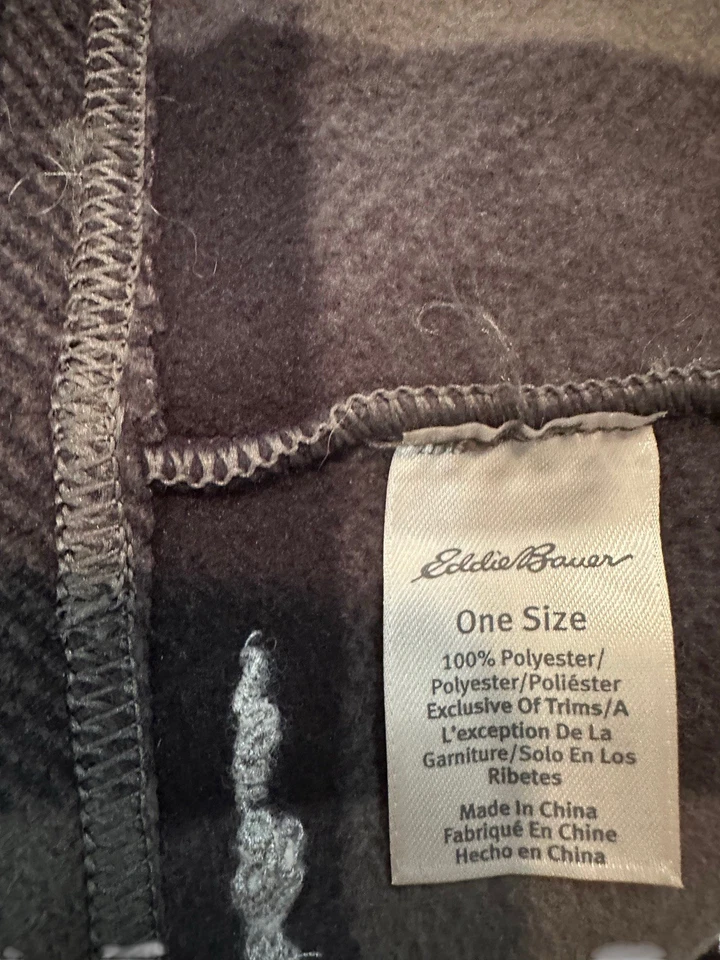 Eddie Bauer
One Size
100% Polyester/
Polyester/Poliéster
Exclusive Of Trims/A
L'exception De La
Garniture/Solo En Los
Ribetes
Made In China
Fabriqué En Chine
Hecho en China